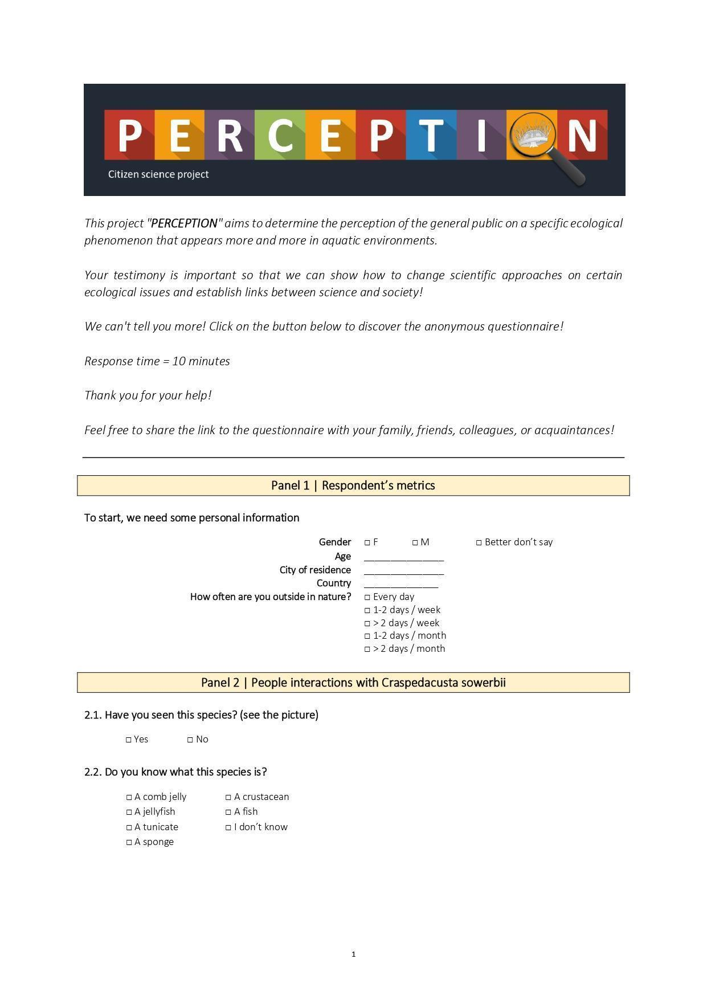 PERCEPTION
Citizen science project
This project "PERCEPTION" aims to determine the perception of the general public on a specific ecological
phenomenon that appears more and more in aquatic environments.
Your testimony is important so that we can show how to change scientific approaches on certain
ecological issues and establish links between science and society!
We can't tell you more! Click on the button below to discover the anonymous questionnaire!
Response time = 10 minutes
Thank you for your help!
Feel free to share the link to the questionnaire with your family, friends, colleagues, or acquaintances!
Panel 1 | Respondent’s metrics
To start, we need some personal information
Gender □ F □ M □ Better don’t say
Age _______________
City of residence _______________
Country ______________
How often are you outside in nature? □ Every day
□ 1-2 days / week
□ > 2 days / week
□ 1-2 days / month
□ > 2 days / month
Panel 2 | People interactions with Craspedacusta sowerbii
2.1. Have you seen this species? (see the picture)
□ Yes □ No
2.2. Do you know what this species is?
□ A comb jelly □ A crustacean
□ A jellyfish □ A fish
□ A tunicate □ I don’t know
□ A sponge
1